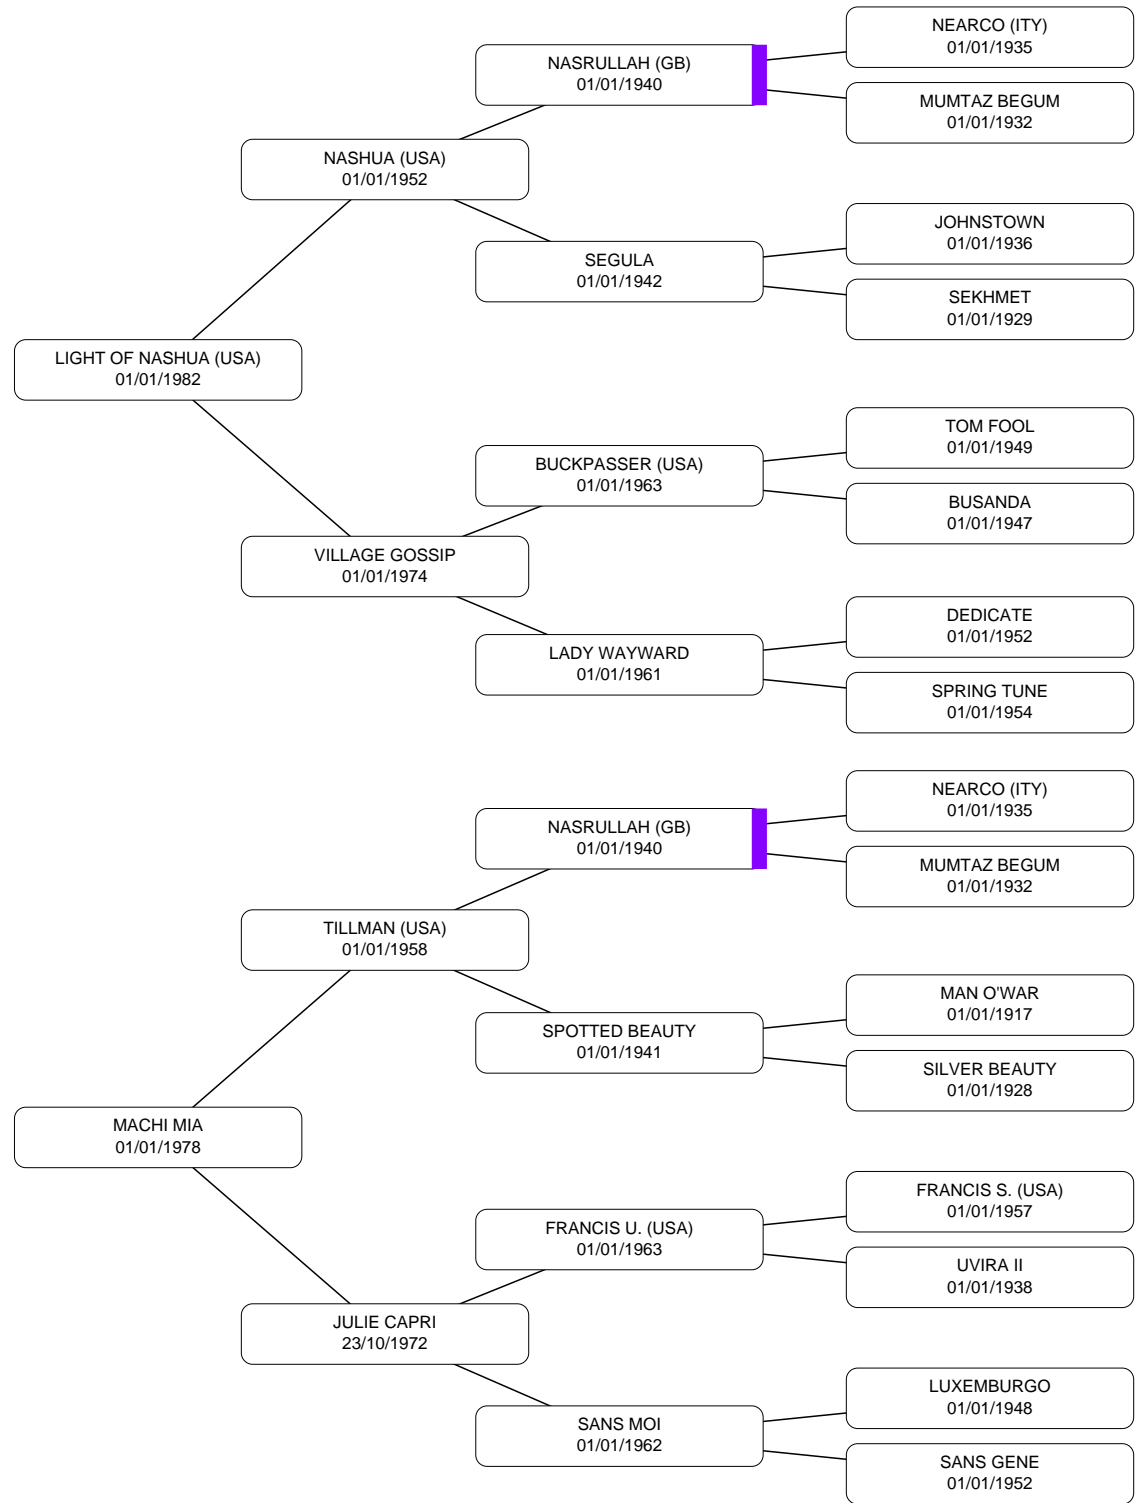 NEARCO (ITY)
01/01/1935
NASRULLAH (GB)
01/01/1940
MUMTAZ BEGUM
01/01/1932
NASHUA (USA)
01/01/1952
JOHNSTOWN
01/01/1936
SEGULA
01/01/1942
SEKHMET
01/01/1929
LIGHT OF NASHUA (USA)
01/01/1982
TOM FOOL
01/01/1949
BUCKPASSER (USA)
01/01/1963
BUSANDA
01/01/1947
VILLAGE GOSSIP
01/01/1974
DEDICATE
01/01/1952
LADY WAYWARD
01/01/1961
SPRING TUNE
01/01/1954
NEARCO (ITY)
01/01/1935
NASRULLAH (GB)
01/01/1940
MUMTAZ BEGUM
01/01/1932
TILLMAN (USA)
01/01/1958
MAN O'WAR
01/01/1917
SPOTTED BEAUTY
01/01/1941
SILVER BEAUTY
01/01/1928
MACHI MIA
01/01/1978
FRANCIS S. (USA)
01/01/1957
FRANCIS U. (USA)
01/01/1963
UVIRA II
01/01/1938
JULIE CAPRI
23/10/1972
LUXEMBURGO
01/01/1948
SANS MOI
01/01/1962
SANS GENE
01/01/1952